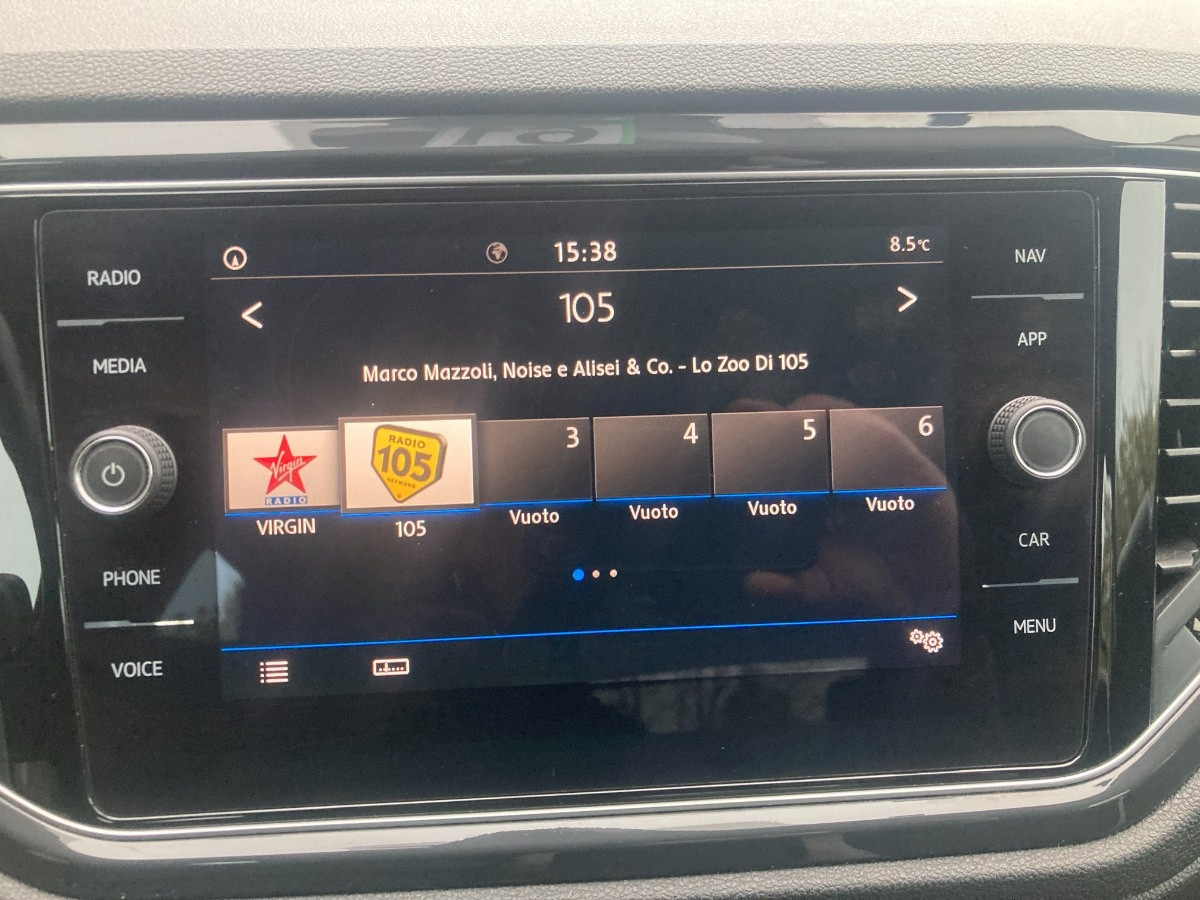 15:38
8.5°C
RADIO
NAV
< 105 >
MEDIA
APP
Marco Mazzoli, Noise e Alisei & Co. - Lo Zoo Di 105
Virgin
RADIO
RADIO
105
NETWORK
3
4
5
6
VIRGIN
105
Vuoto
Vuoto
Vuoto
Vuoto
CAR
PHONE
MENU
VOICE